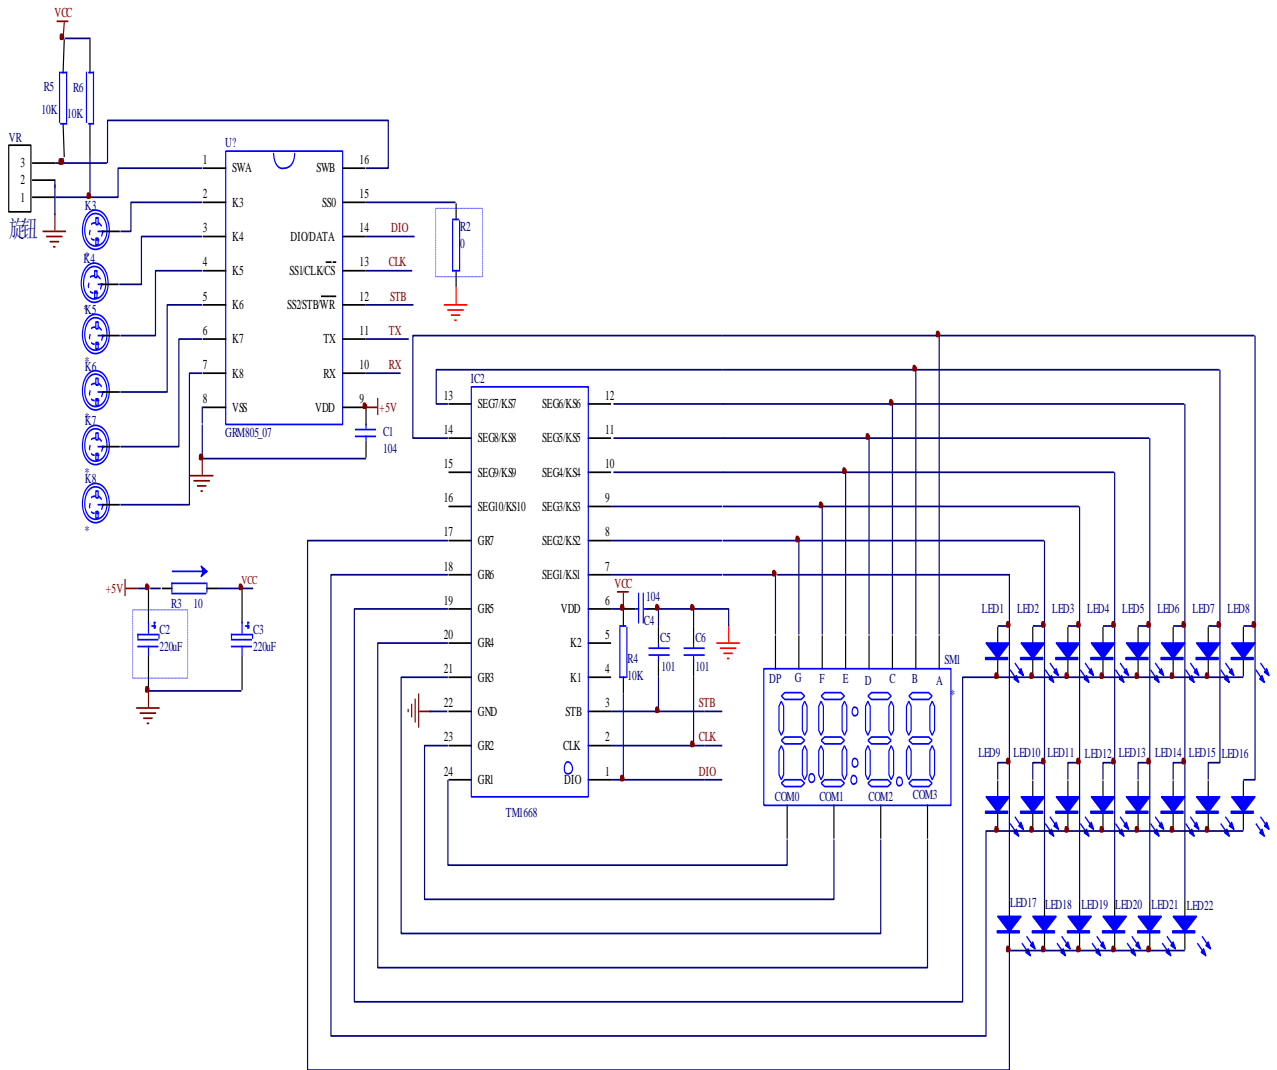 VCC
R5
R6
10K
10K
VR
3
2
1
旋钮
U?
1
SWA
SWB
16
2
K3
SS0
15
3
K4
DIO/DATA
14
DIO
4
K5
SS1/CLK/CS
13
CLK
5
K6
SS2/STB/WR
12
STB
6
K7
TX
11
TX
7
K8
RX
10
RX
8
VSS
VDD
9
+5V
GRM805_07
C1
104
R2
0
K3
K4
*
K5
*
K6
*
K7
*
K8
*
*
+5V
VCC
R3
10
C2
220uF
C3
220uF
IC2
13
SEG7/KS7
SEG6/KS6
12
14
SEG8/KS8
SEG5/KS5
11
15
SEG9/KS9
SEG4/KS4
10
16
SEG10/KS10
SEG3/KS3
9
17
GR7
SEG2/KS2
8
18
GR6
SEG1/KS1
7
19
GR5
VDD
6
20
GR4
K2
5
21
GR3
K1
4
22
GND
STB
3
STB
23
GR2
CLK
2
CLK
24
GR1
DIO
1
DIO
TM1668
VCC
104
C4
R4
10K
C5
101
C6
101
SM1
*
DP G F E D C B A
COM0 COM1 COM2 COM3
LED1 LED2 LED3 LED4 LED5 LED6 LED7 LED8
LED9 LED10 LED11 LED12 LED13 LED14 LED15 LED16
LED17 LED18 LED19 LED20 LED21 LED22